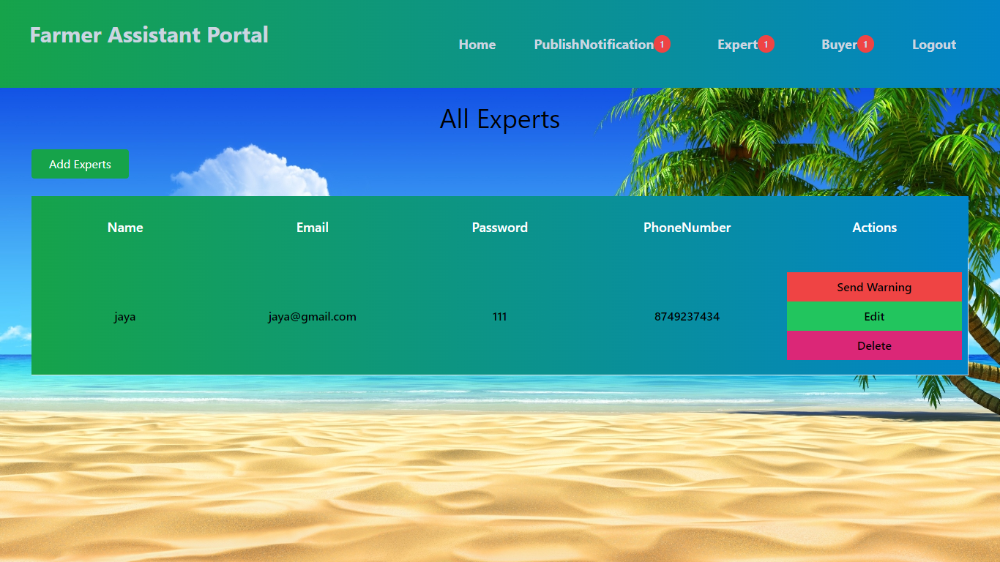 Farmer Assistant Portal
Home PublishNotification 1 Expert 1 Buyer 1 Logout
All Experts
Add Experts
Name Email Password PhoneNumber Actions
jaya jaya@gmail.com 111 8749237434
Send Warning
Edit
Delete